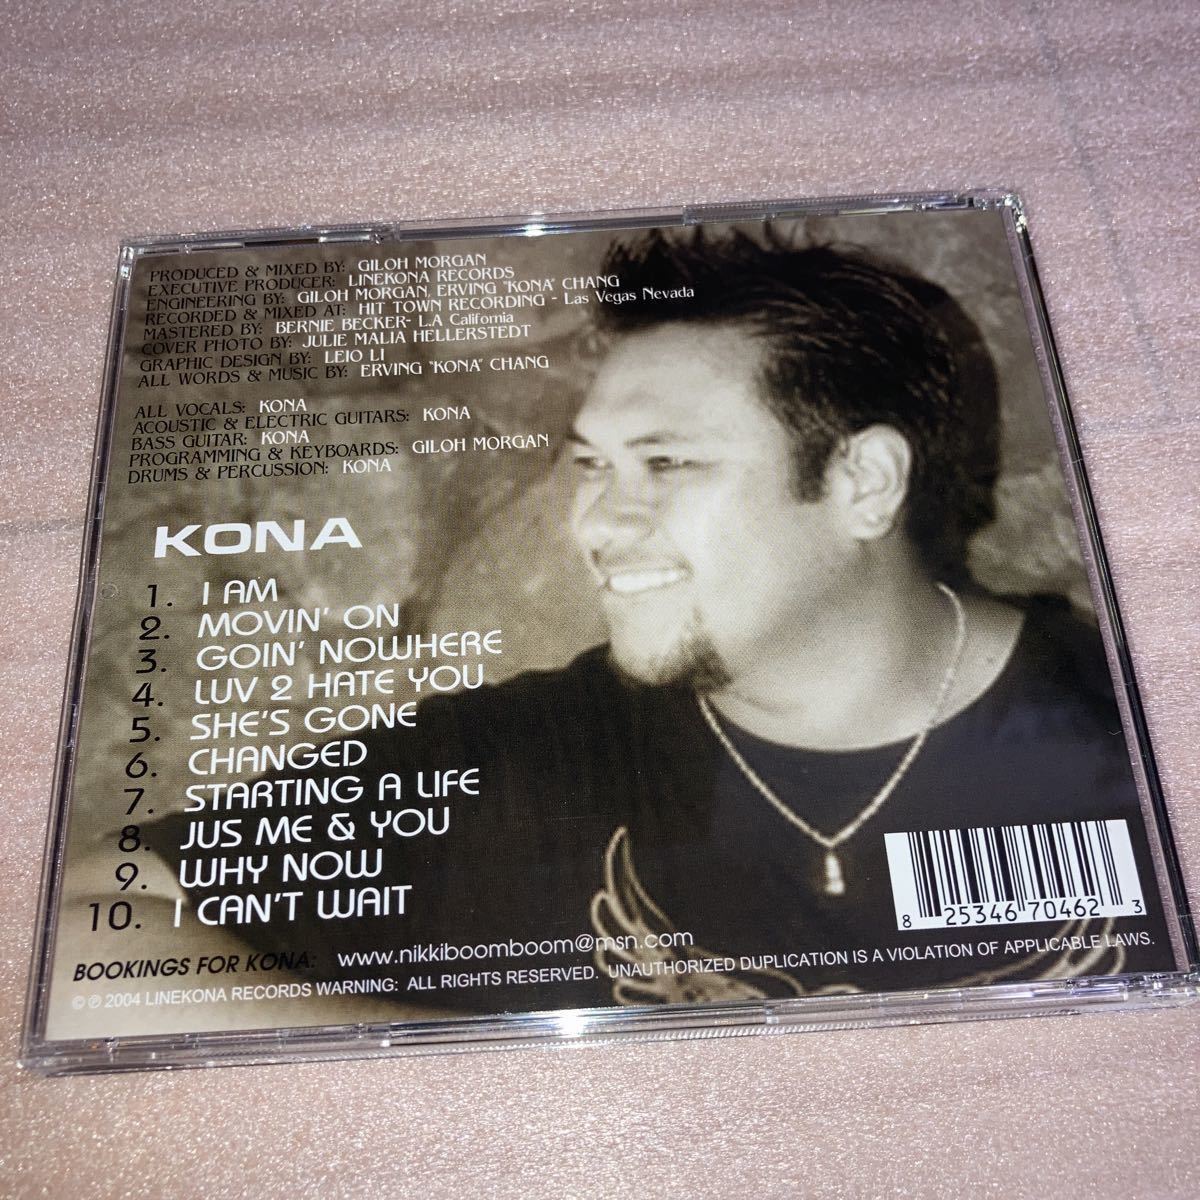 PRODUCED & MIXED BY: GILOH MORGAN
EXECUTIVE PRODUCER: LINEKONA RECORDS
ENGINEERING BY: GILOH MORGAN, ERVING "KONA" CHANG
RECORDED & MIXED AT: HIT TOWN RECORDING - Las Vegas Nevada
MASTERED BY: BERNIE BECKER- L.A California
COVER PHOTO BY: JULIE MALIA HELLERSTEDT
GRAPHIC DESIGN BY: LEIO LI
ALL WORDS & MUSIC BY: ERVING "KONA" CHANG
ALL VOCALS: KONA
ACOUSTIC & ELECTRIC GUITARS: KONA
BASS GUITAR: KONA
PROGRAMMING & KEYBOARDS: GILOH MORGAN
DRUMS & PERCUSSION: KONA
KONA
1. I AM
2. MOVIN' ON
3. GOIN' NOWHERE
4. LUV 2 HATE YOU
5. SHE'S GONE
6. CHANGED
7. STARTING A LIFE
8. JUS ME & YOU
9. WHY NOW
10. I CAN'T WAIT
8 25346 70462 3
BOOKINGS FOR KONA: www.nikkiboomboom@msn.com
© ℗ 2004 LINEKONA RECORDS WARNING: ALL RIGHTS RESERVED. UNAUTHORIZED DUPLICATION IS A VIOLATION OF APPLICABLE LAWS.